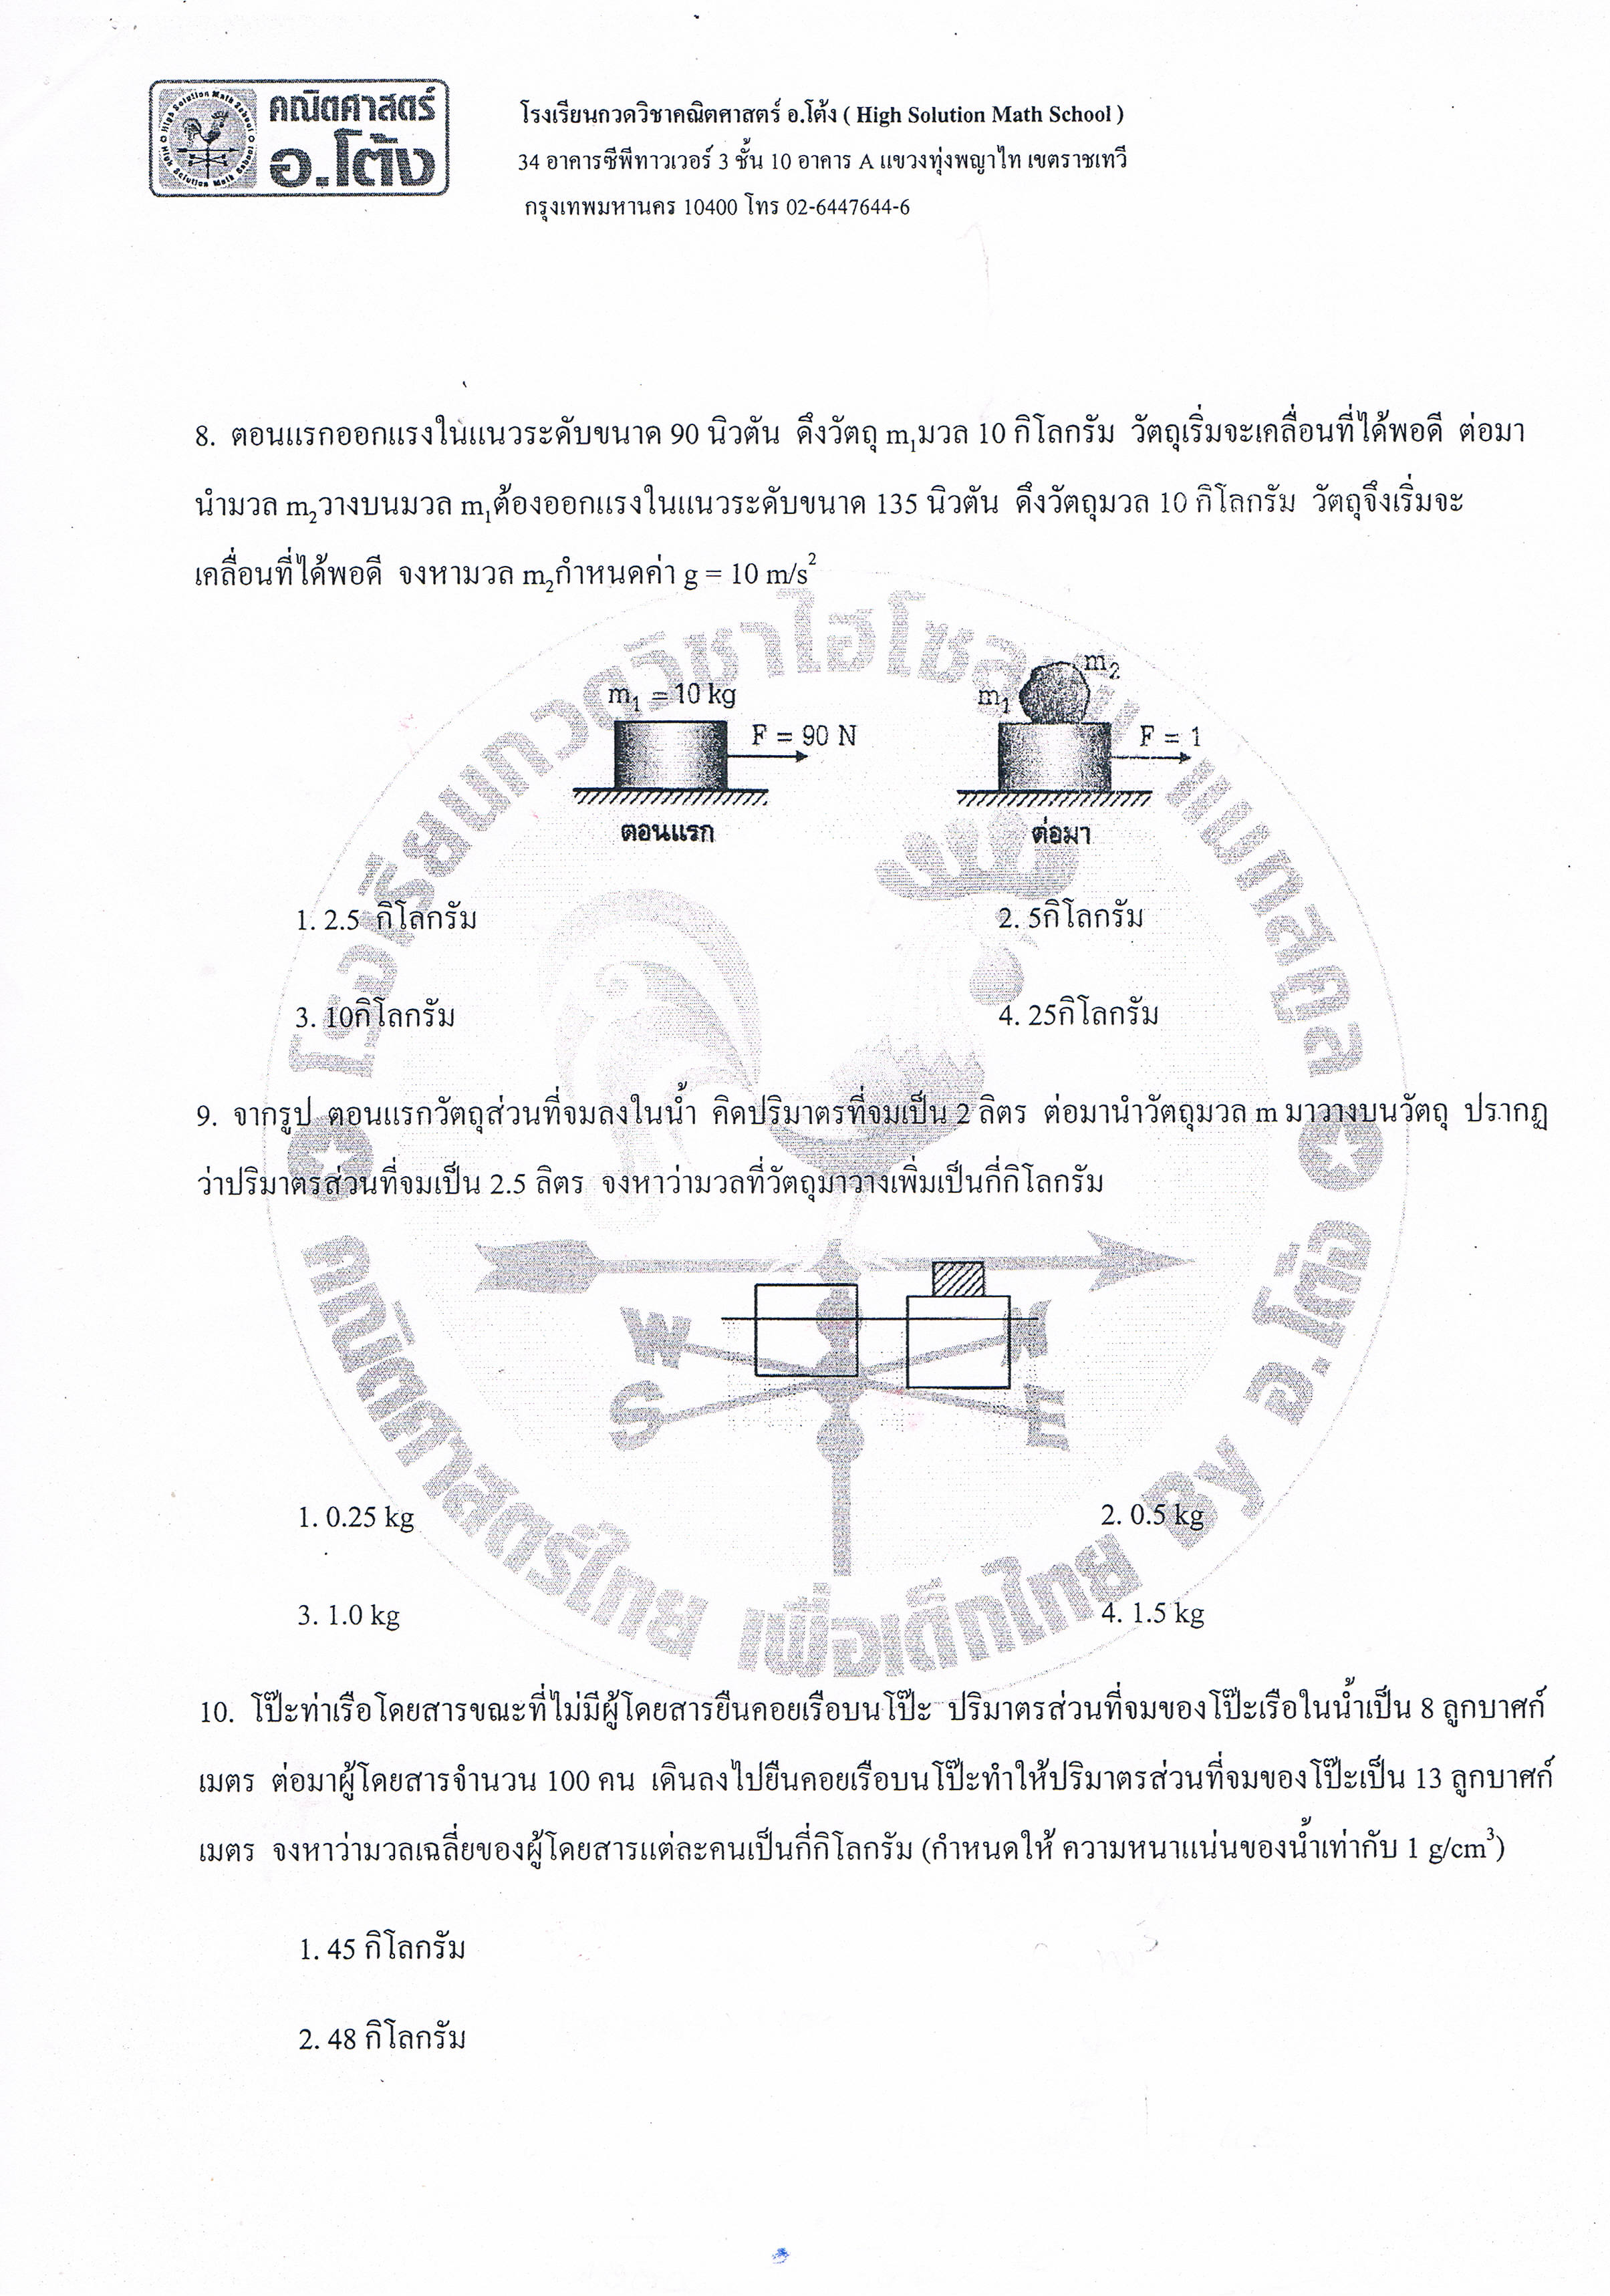 High Solution Math School High Solution Math School
คณิตศาสตร์
อ.โต้ง
โรงเรียนกวดวิชาคณิตศาสตร์ อ.โต้ง ( High Solution Math School )
34 อาคารซีพีทาวเวอร์ 3 ชั้น 10 อาคาร A แขวงทุ่งพญาไท เขตราชเทวี
กรุงเทพมหานคร 10400 โทร 02-6447644-6
8. ตอนแรกออกแรงในแนวระดับขนาด 90 นิวตัน ดึงวัตถุ m₁มวล 10 กิโลกรัม วัตถุเริ่มจะเคลื่อนที่ได้พอดี ต่อมา
นำมวล m₂วางบนมวล m₁ต้องออกแรงในแนวระดับขนาด 135 นิวตัน ดึงวัตถุมวล 10 กิโลกรัม วัตถุจึงเริ่มจะ
เคลื่อนที่ได้พอดี จงหามวล m₂กำหนดค่า g = 10 m/s²
m₁ = 10 kg
F = 90 N
ตอนแรก
m₂
m₁
F = 1
ต่อมา
1. 2.5 กิโลกรัม
2. 5กิโลกรัม
3. 10กิโลกรัม
4. 25กิโลกรัม
9. จากรูป ตอนแรกวัตถุส่วนที่จมลงในน้ำ คิดปริมาตรที่จมเป็น 2 ลิตร ต่อมานำวัตถุมวล m มาวางบนวัตถุ ปรากฏ
ว่าปริมาตรส่วนที่จมเป็น 2.5 ลิตร จงหาว่ามวลที่วัตถุมาวางเพิ่มเป็นกี่กิโลกรัม
W
N
S
E
1. 0.25 kg
2. 0.5 kg
3. 1.0 kg
4. 1.5 kg
คณิตศาสตร์ไทย เพื่อเด็กไทย By อ.โต้ง
10. โป๊ะท่าเรือโดยสารขณะที่ไม่มีผู้โดยสารยืนคอยเรือบนโป๊ะ ปริมาตรส่วนที่จมของโป๊ะเรือในน้ำเป็น 8 ลูกบาศก์
เมตร ต่อมาผู้โดยสารจำนวน 100 คน เดินลงไปยืนคอยเรือบนโป๊ะทำให้ปริมาตรส่วนที่จมของโป๊ะเป็น 13 ลูกบาศก์
เมตร จงหาว่ามวลเฉลี่ยของผู้โดยสารแต่ละคนเป็นกี่กิโลกรัม (กำหนดให้ ความหนาแน่นของน้ำเท่ากับ 1 g/cm³)
1. 45 กิโลกรัม
2. 48 กิโลกรัม